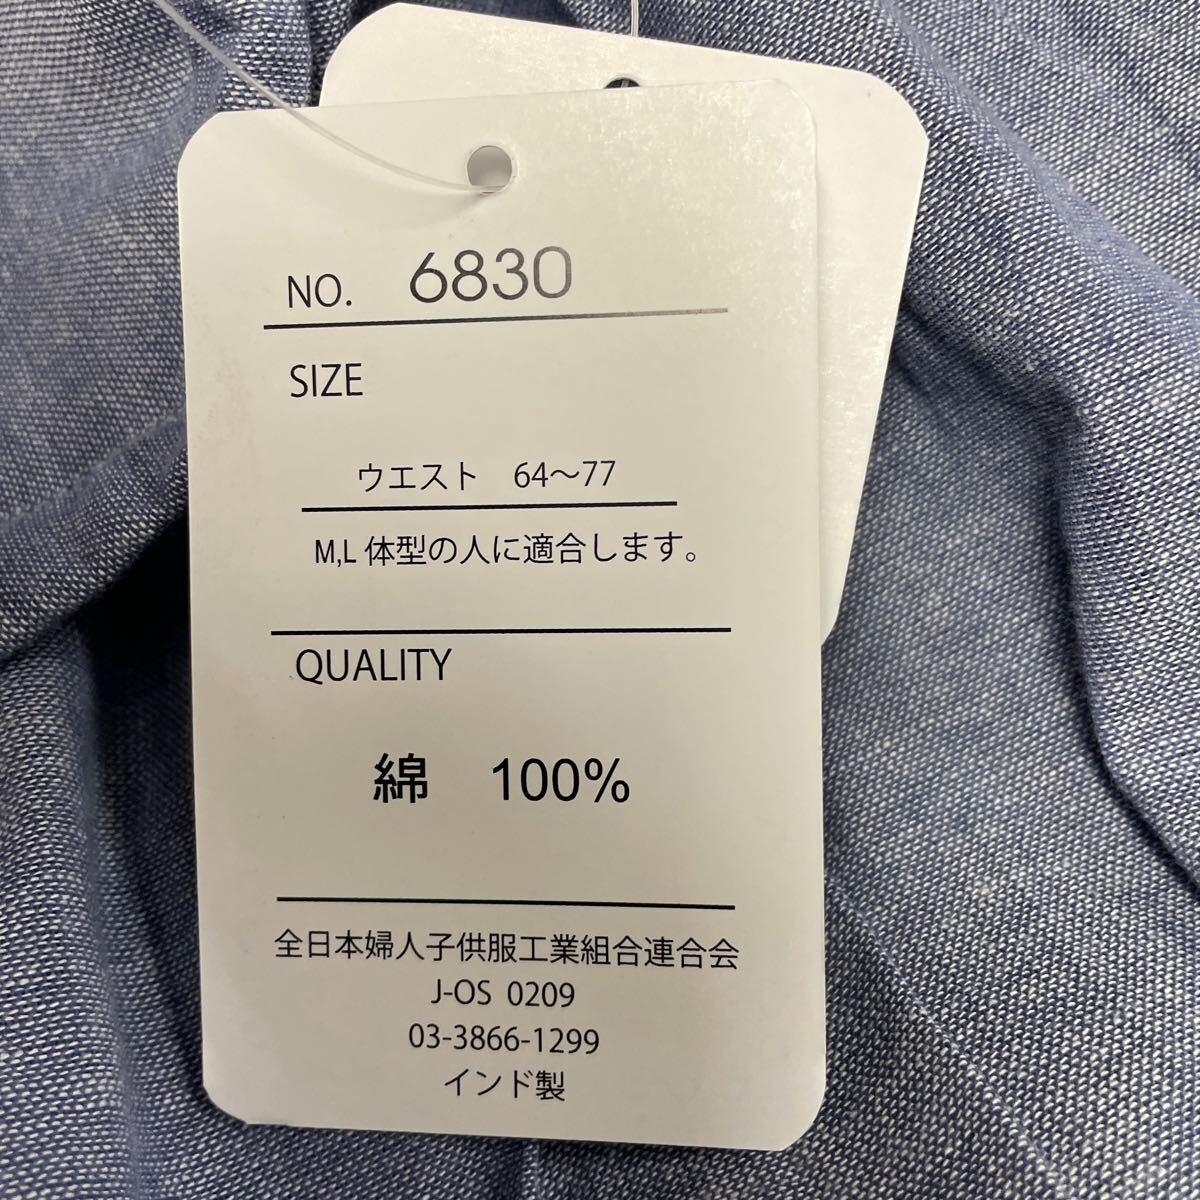 NO. 6830
SIZE
ウエスト 64～77
M,L 体型の人に適合します。
QUALITY
綿 100%
全日本婦人子供服工業組合連合会
J-OS 0209
03-3866-1299
インド製